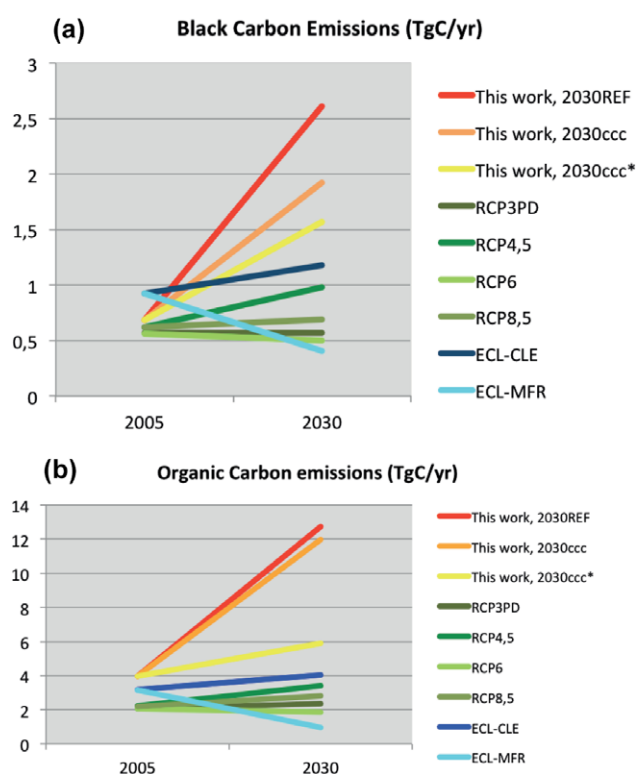 (a) Black Carbon Emissions (TgC/yr)
3
2,5
2
1,5
1
0,5
0
2005 2030
This work, 2030REF
This work, 2030ccc
This work, 2030ccc*
RCP3PD
RCP4,5
RCP6
RCP8,5
ECL-CLE
ECL-MFR
(b) Organic Carbon emissions (TgC/yr)
14
12
10
8
6
4
2
0
2005 2030
This work, 2030REF
This work, 2030ccc
This work, 2030ccc*
RCP3PD
RCP4,5
RCP6
RCP8,5
ECL-CLE
ECL-MFR